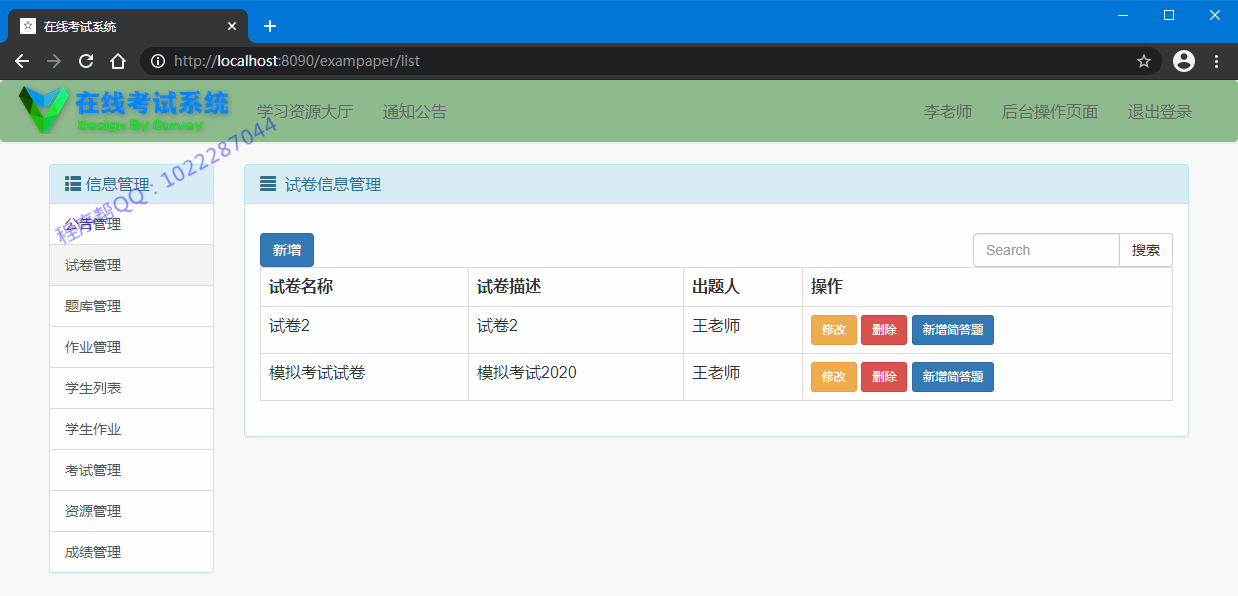 在线考试系统
http://localhost:8090/exampaper/list
在线考试系统
Design By Convey
学习资源大厅
通知公告
李老师
后台操作页面
退出登录
程序帮QQ：1022287044
信息管理
公告管理
试卷管理
题库管理
作业管理
学生列表
学生作业
考试管理
资源管理
成绩管理
试卷信息管理
新增
Search
搜索
试卷名称 试卷描述 出题人 操作
试卷2 试卷2 王老师 修改 删除 新增简答题
模拟考试试卷 模拟考试2020 王老师 修改 删除 新增简答题